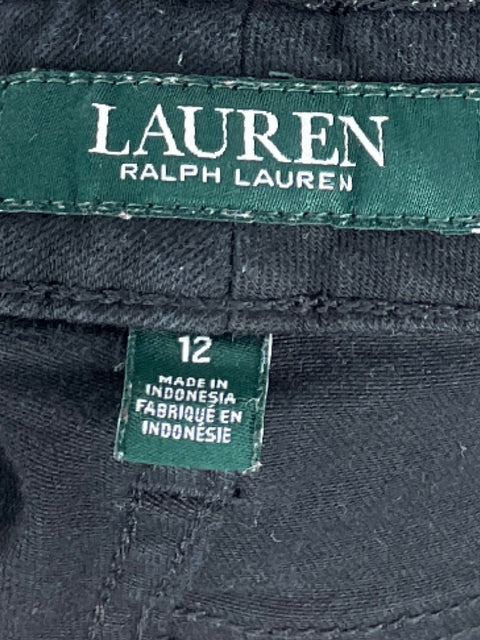 LAUREN
RALPH LAUREN
12
MADE IN
INDONESIA
FABRIQUÉ EN
INDONÉSIE